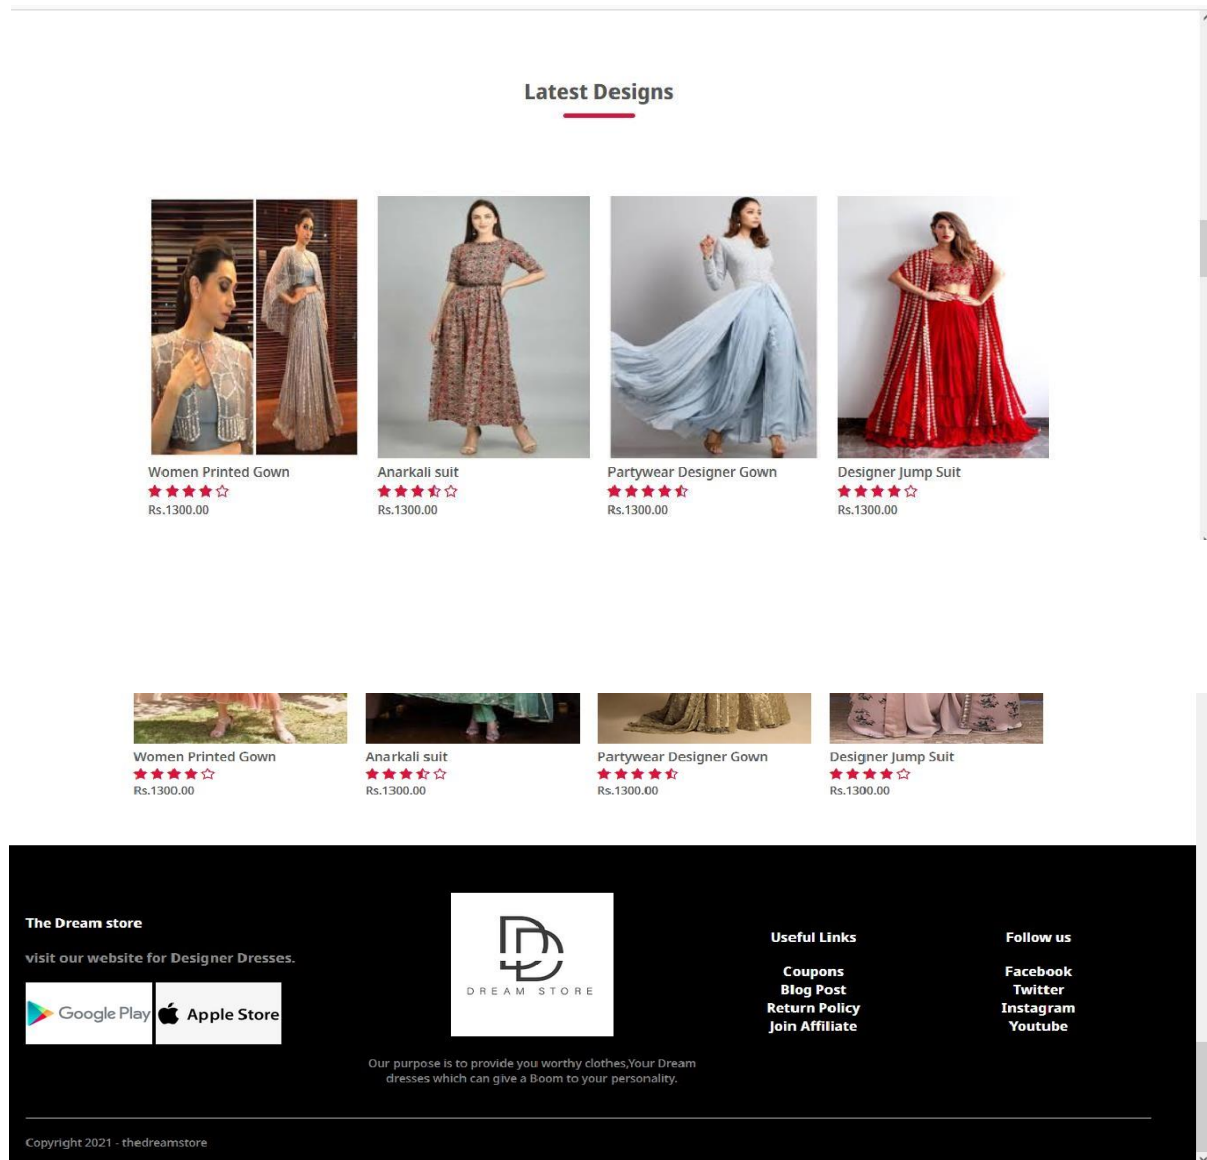 Latest Designs
Women Printed Gown
Rs.1300.00
Anarkali suit
Rs.1300.00
Partywear Designer Gown
Rs.1300.00
Designer Jump Suit
Rs.1300.00
Women Printed Gown
Rs.1300.00
Anarkali suit
Rs.1300.00
Partywear Designer Gown
Rs.1300.00
Designer Jump Suit
Rs.1300.00
The Dream store
visit our website for Designer Dresses.
Google Play
Apple Store
DREAM STORE
Our purpose is to provide you worthy clothes,Your Dream
dresses which can give a Boom to your personality.
Useful Links
Coupons
Blog Post
Return Policy
Join Affiliate
Follow us
Facebook
Twitter
Instagram
Youtube
Copyright 2021 - thedreamstore